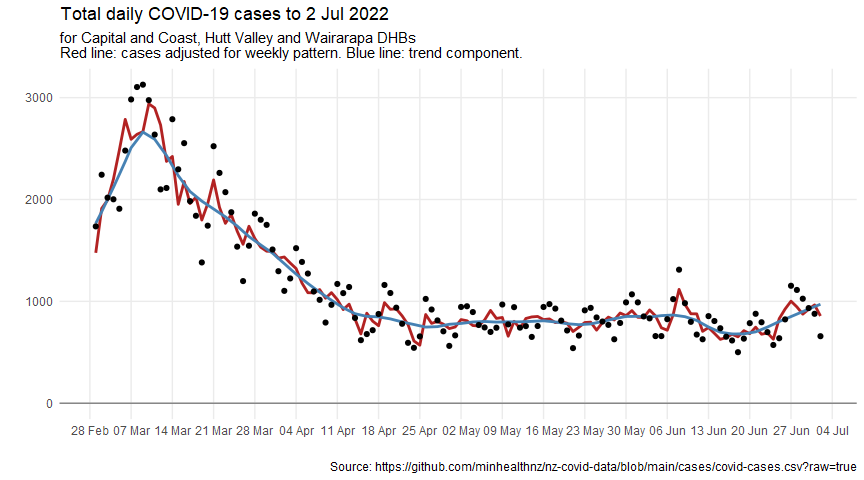 Total daily COVID-19 cases to 2 Jul 2022
for Capital and Coast, Hutt Valley and Wairarapa DHBs
Red line: cases adjusted for weekly pattern. Blue line: trend component.
3000
2000
1000
0
28 Feb 07 Mar 14 Mar 21 Mar 28 Mar 04 Apr 11 Apr 18 Apr 25 Apr 02 May 09 May 16 May 23 May 30 May 06 Jun 13 Jun 20 Jun 27 Jun 04 Jul
Source: https://github.com/minhealthnz/nz-covid-data/blob/main/cases/covid-cases.csv?raw=true